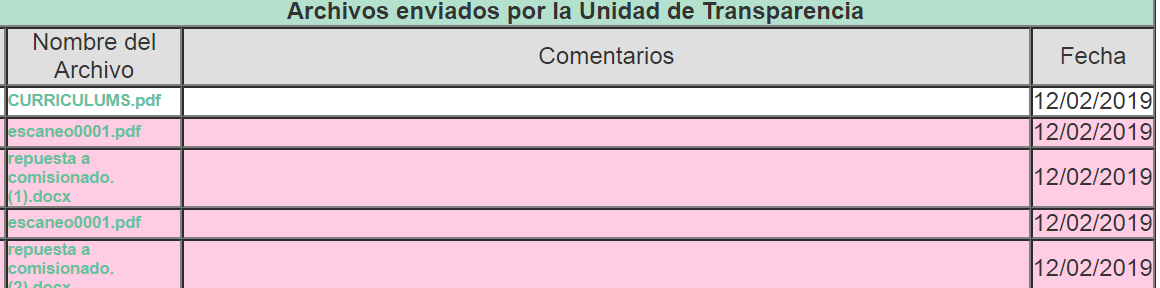 Archivos enviados por la Unidad de Transparencia
Nombre del
Archivo
Comentarios
Fecha
CURRICULUMS.pdf
12/02/2019
escaneo0001.pdf
12/02/2019
repuesta a
comisionado.
(1).docx
12/02/2019
escaneo0001.pdf
12/02/2019
repuesta a
comisionado.
(2).docx
12/02/2019